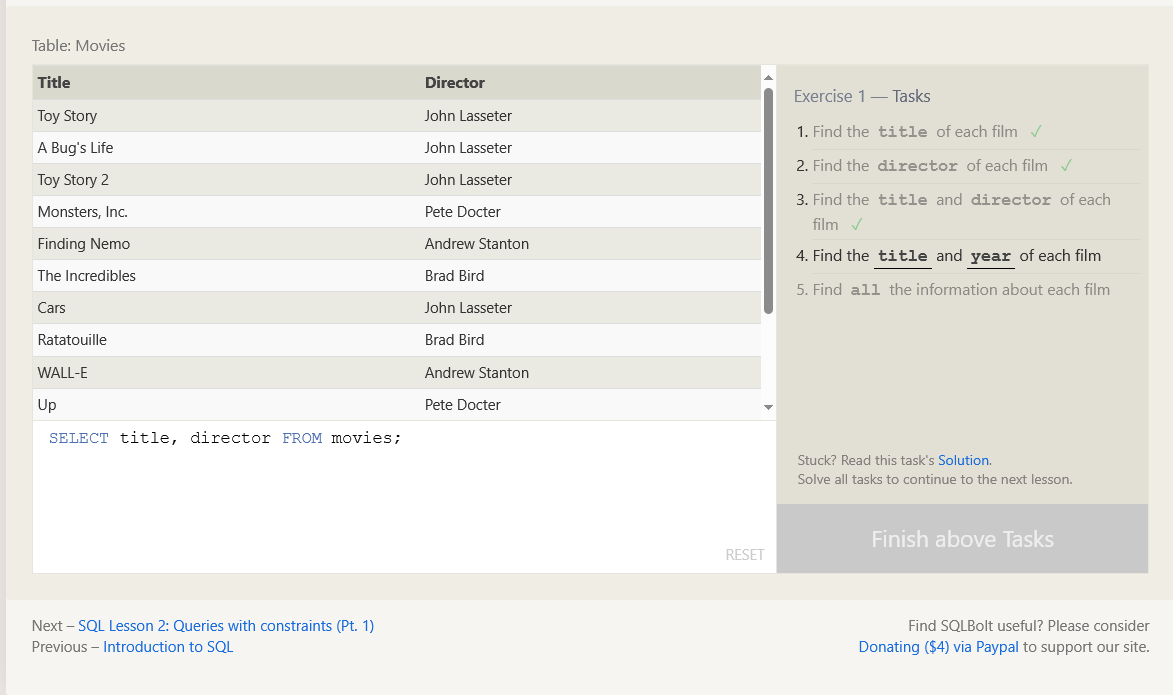 Table: Movies
Title Director
Toy Story John Lasseter
A Bug's Life John Lasseter
Toy Story 2 John Lasseter
Monsters, Inc. Pete Docter
Finding Nemo Andrew Stanton
The Incredibles Brad Bird
Cars John Lasseter
Ratatouille Brad Bird
WALL-E Andrew Stanton
Up Pete Docter
SELECT title, director FROM movies;
RESET
Exercise 1 — Tasks
1. Find the title of each film ✓
2. Find the director of each film ✓
3. Find the title and director of each
film ✓
4. Find the title and year of each film
5. Find all the information about each film
Stuck? Read this task's Solution.
Solve all tasks to continue to the next lesson.
Finish above Tasks
Next – SQL Lesson 2: Queries with constraints (Pt. 1)
Previous – Introduction to SQL
Find SQLBolt useful? Please consider
Donating ($4) via Paypal to support our site.